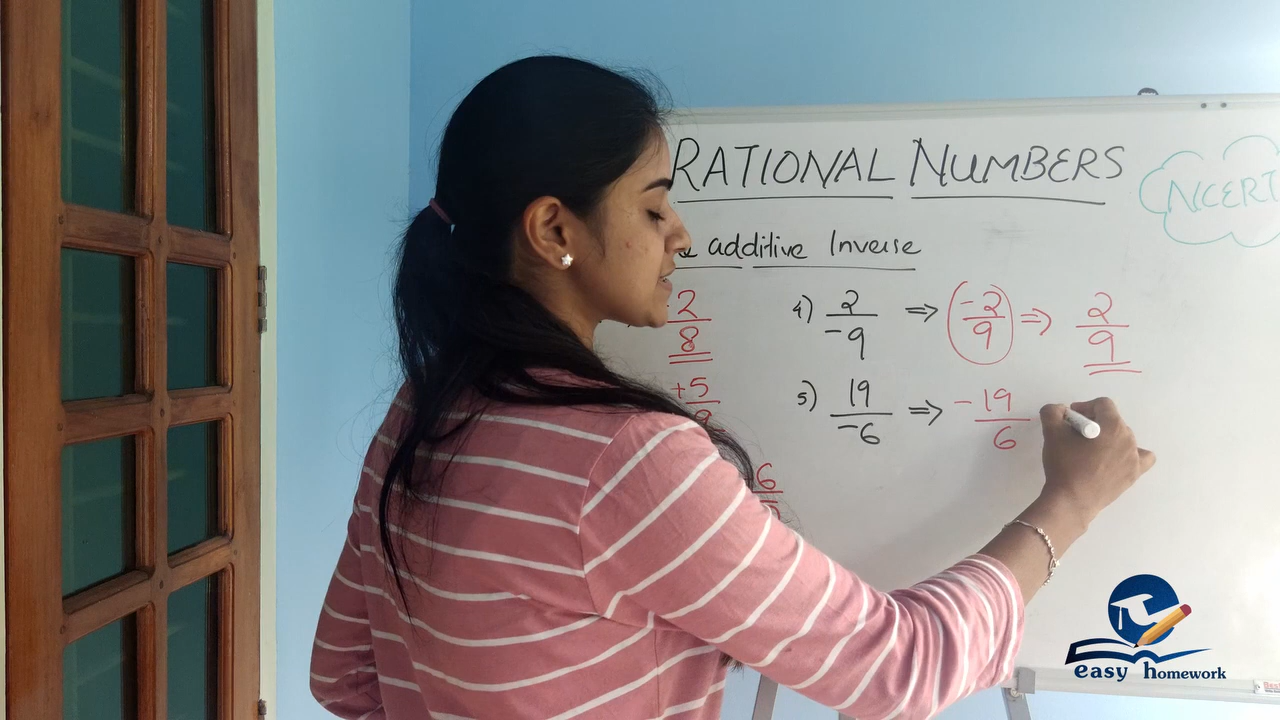 RATIONAL NUMBERS
NCERT
additive Inverse
2/8
4) 2/-9 ⇒ -2/9 ⇒ 2/9
+5/9
5) 19/-6 ⇒ -19/6
6
easy homework